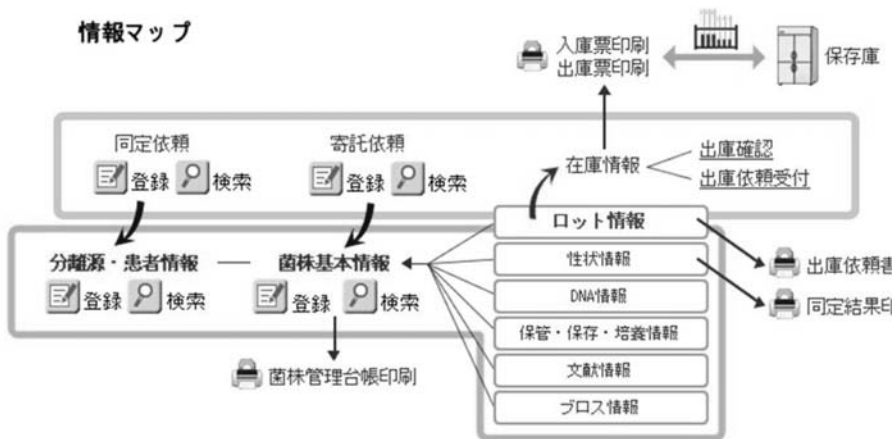 情報マップ
入庫票印刷
出庫票印刷
保存庫
同定依頼
登録 検索
寄託依頼
登録 検索
在庫情報
出庫確認
出庫依頼受付
ロット情報
分離源・患者情報
登録 検索
菌株基本情報
登録 検索
性状情報
DNA情報
保管・保存・培養情報
文献情報
ブロス情報
出庫依頼書
同定結果印
菌株管理台帳印刷